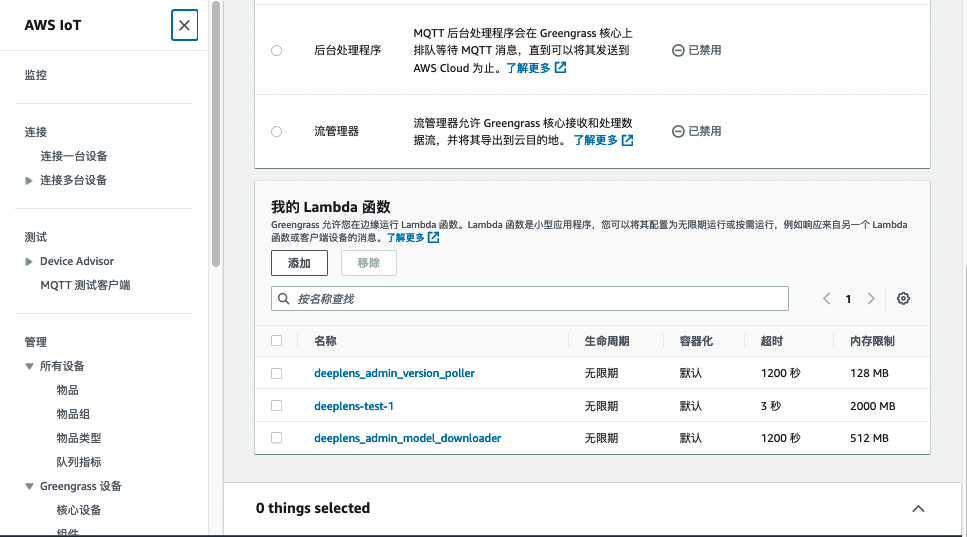 AWS IoT
监控
连接
连接一台设备
连接多台设备
测试
Device Advisor
MQTT 测试客户端
管理
所有设备
物品
物品组
物品类型
队列指标
Greengrass 设备
核心设备
组件
后台处理程序
MQTT 后台处理程序会在 Greengrass 核心上
排队等待 MQTT 消息，直到可以将其发送到
AWS Cloud 为止。了解更多
已禁用
流管理器
流管理器允许 Greengrass 核心接收和处理数
据流，并将其导出到云目的地。 了解更多
已禁用
我的 Lambda 函数
Greengrass 允许您在边缘运行 Lambda 函数。Lambda 函数是小型应用程序，您可以将其配置为无限期运行或按需运行，例如响应来自另一个 Lambda
函数或客户端设备的消息。了解更多
添加 移除
按名称查找 1
名称 生命周期 容器化 超时 内存限制
deeplens_admin_version_poller 无限期 默认 1200 秒 128 MB
deeplens-test-1 无限期 默认 3 秒 2000 MB
deeplens_admin_model_downloader 无限期 默认 1200 秒 512 MB
0 things selected